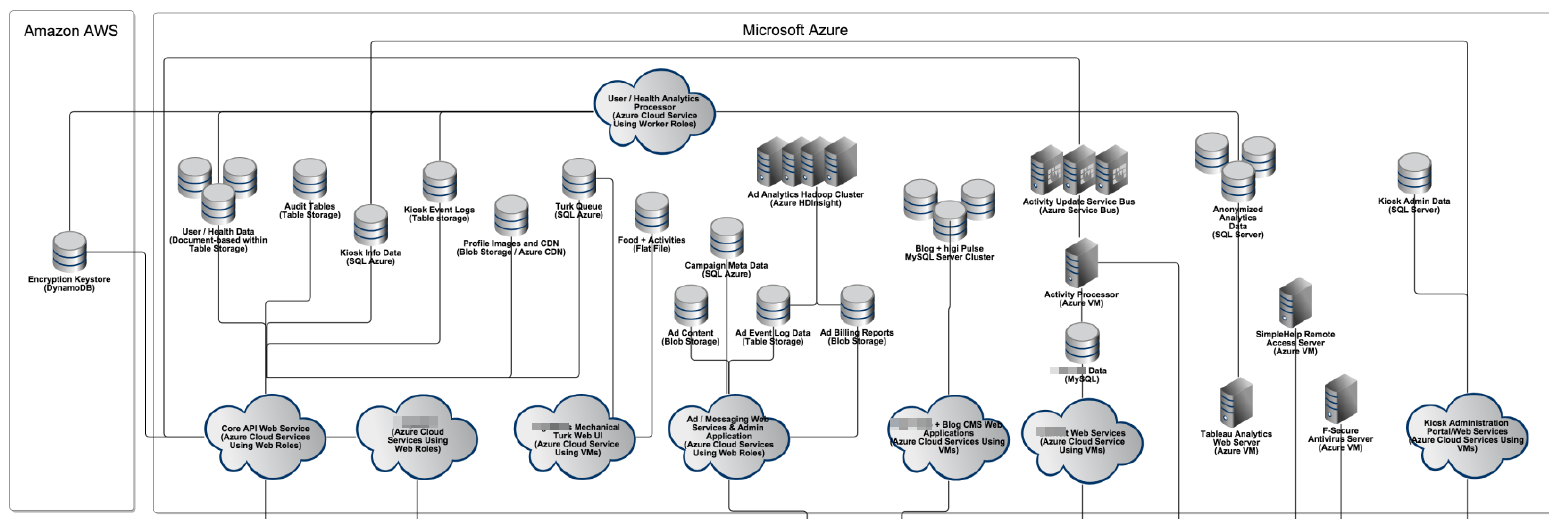 Amazon AWS
Microsoft Azure
User / Health Analytics
Processor
(Azure Cloud Service
Using Worker Roles)
User / Health Data
(Document-based within
Table Storage)
Audit Tables
(Table Storage)
Kiosk Info Data
(SQL Azure)
Kiosk Event Logs
(Table storage)
Profile Images and CDN
(Blob Storage / Azure CDN)
Turk Queue
(SQL Azure)
Food + Activities
(Flat File)
Campaign Meta Data
(SQL Azure)
Ad Analytics Hadoop Cluster
(Azure HDInsight)
Blog + higi Pulse
MySQL Server Cluster
Activity Update Service Bus
(Azure Service Bus)
Anonymized
Analytics
Data
(SQL Server)
Kiosk Admin Data
(SQL Server)
Encryption Keystore
(DynamoDB)
Ad Content
(Blob Storage)
Ad Event Log Data
(Table Storage)
Ad Billing Reports
(Blob Storage)
Activity Processor
(Azure VM)
SimpleHelp Remote
Access Server
(Azure VM)
Data
(MySQL)
Core API Web Service
(Azure Cloud Services
Using Web Roles)
(Azure Cloud
Services Using
Web Roles)
Mechanical
Turk Web UI
(Azure Cloud Service
Using VMs)
Ad / Messaging Web
Services & Admin
Application
(Azure Cloud Services
Using Web Roles)
+ Blog CMS Web
Applications
(Azure Cloud Services Using
VMs)
Web Services
(Azure Cloud Service
Using VMs)
Tableau Analytics
Web Server
(Azure VM)
F-Secure
Antivirus Server
(Azure VM)
Kiosk Administration
Portal/Web Services
(Azure Cloud Services Using
VMs)